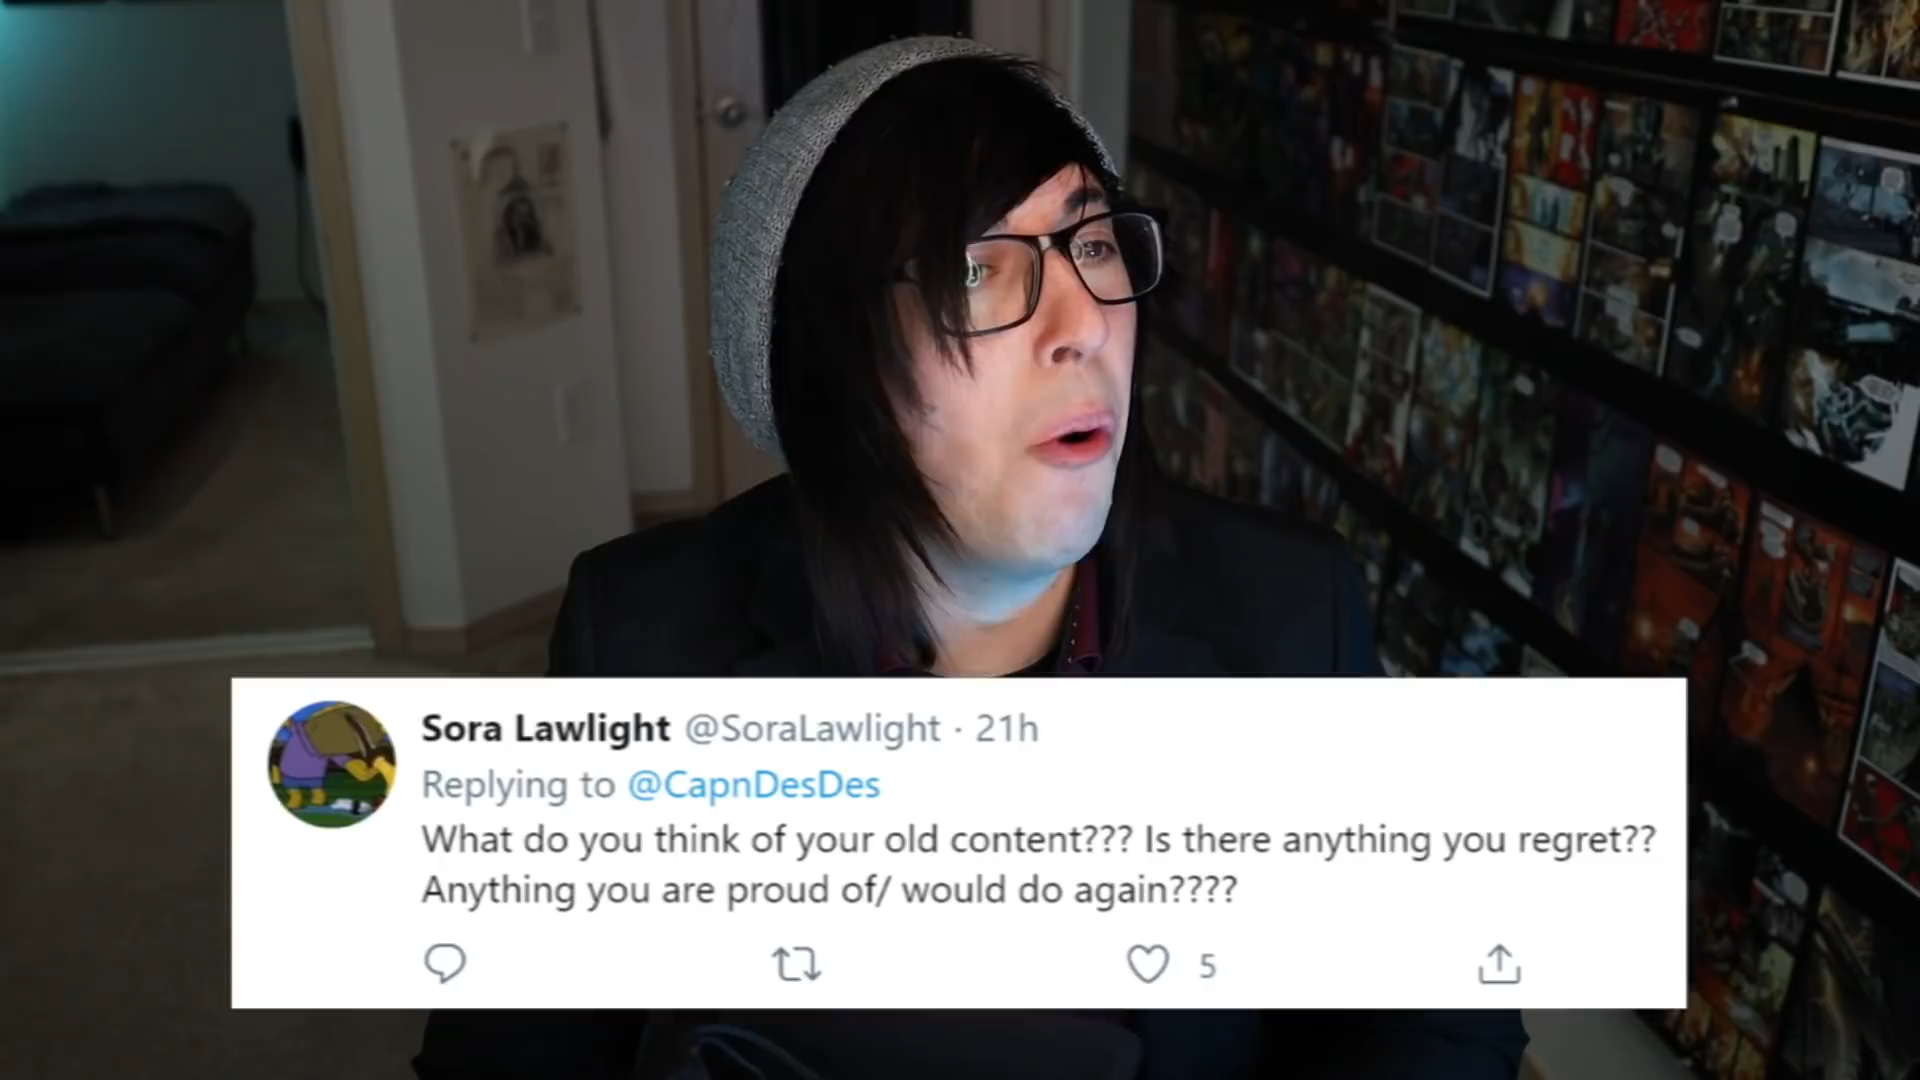 Sora Lawlight @SoraLawlight · 21h
Replying to @CapnDesDes
What do you think of your old content??? Is there anything you regret??
Anything you are proud of/ would do again????
5